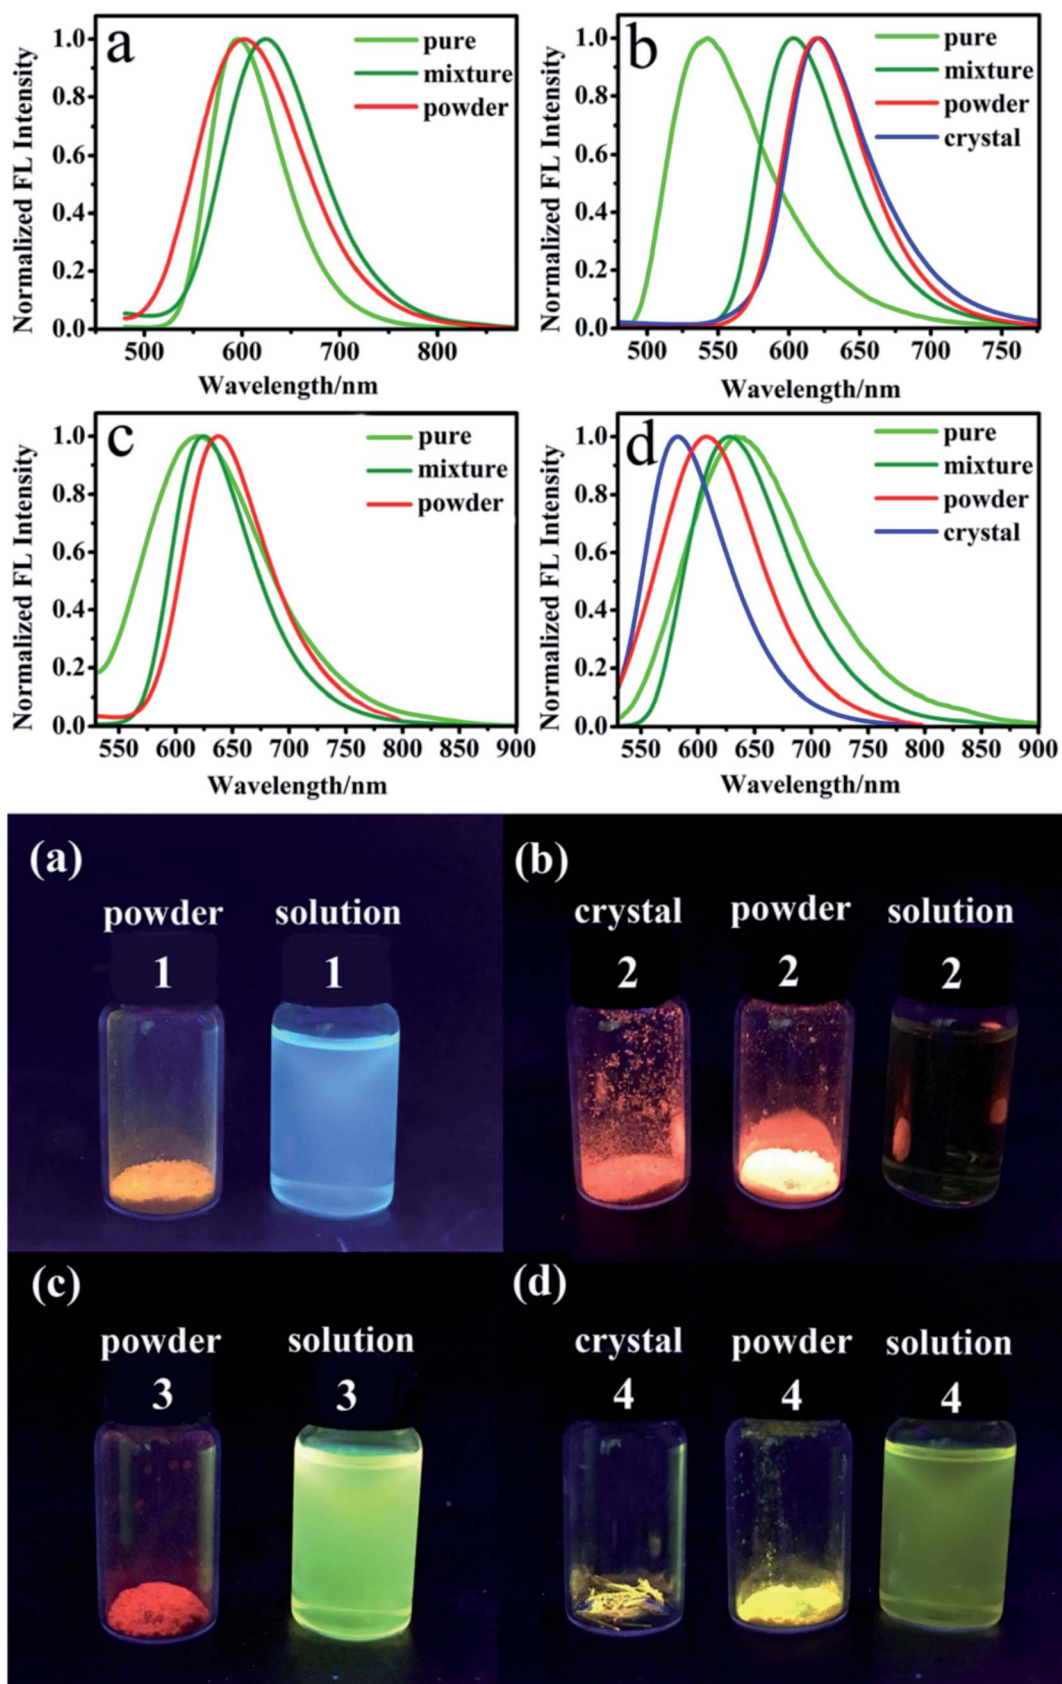 a
pure
mixture
powder
Normalized FL Intensity
1.0
0.8
0.6
0.4
0.2
0.0
500 600 700 800
Wavelength/nm
b
pure
mixture
powder
crystal
Normalized FL Intensity
1.0
0.8
0.6
0.4
0.2
0.0
500 550 600 650 700 750
Wavelength/nm
c
pure
mixture
powder
Normalized FL Intensity
1.0
0.8
0.6
0.4
0.2
0.0
550 600 650 700 750 800 850 900
Wavelength/nm
d
pure
mixture
powder
crystal
Normalized FL Intensity
1.0
0.8
0.6
0.4
0.2
0.0
550 600 650 700 750 800 850 900
Wavelength/nm
(a)
powder solution
1 1
(b)
crystal powder solution
2 2 2
(c)
powder solution
3 3
(d)
crystal powder solution
4 4 4